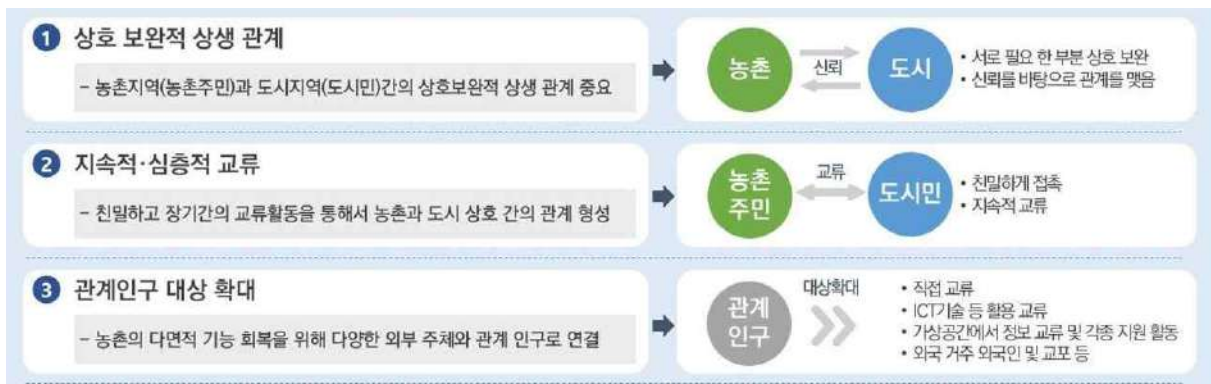 1 상호 보완적 상생 관계
- 농촌지역(농촌주민)과 도시지역(도시민)간의 상호보완적 상생 관계 중요
농촌
신뢰
도시
• 서로 필요 한 부분 상호 보완
• 신뢰를 바탕으로 관계를 맺음
2 지속적·심층적 교류
- 친밀하고 장기간의 교류활동을 통해서 농촌과 도시 상호 간의 관계 형성
농촌
주민
교류
도시민
• 친밀하게 접촉
• 지속적 교류
3 관계인구 대상 확대
- 농촌의 다면적 기능 회복을 위해 다양한 외부 주체와 관계 인구로 연결
관계
인구
대상확대
• 직접 교류
• ICT기술 등 활용 교류
• 가상공간에서 정보 교류 및 각종 지원 활동
• 외국 거주 외국인 및 교포 등